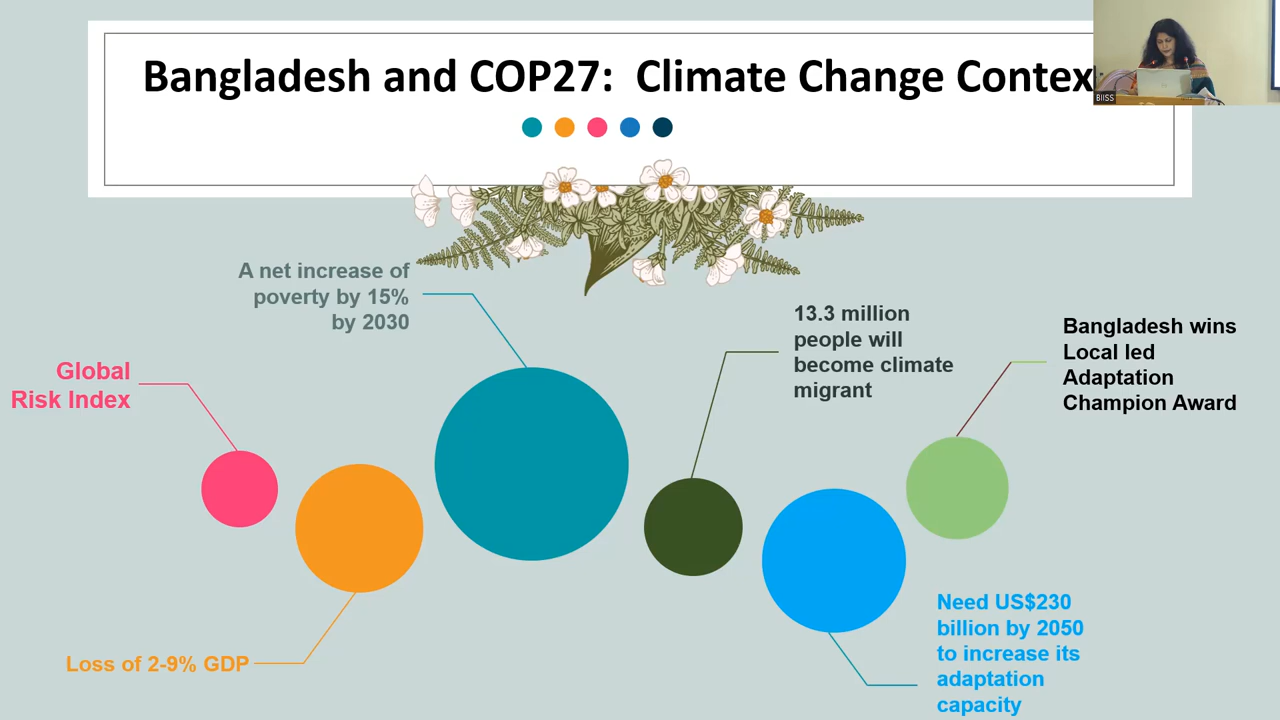 Bangladesh and COP27: Climate Change Contex
BIISS
A net increase of
poverty by 15%
by 2030
13.3 million
people will
become climate
migrant
Bangladesh wins
Local led
Adaptation
Champion Award
Global
Risk Index
Loss of 2-9% GDP
Need US$230
billion by 2050
to increase its
adaptation
capacity